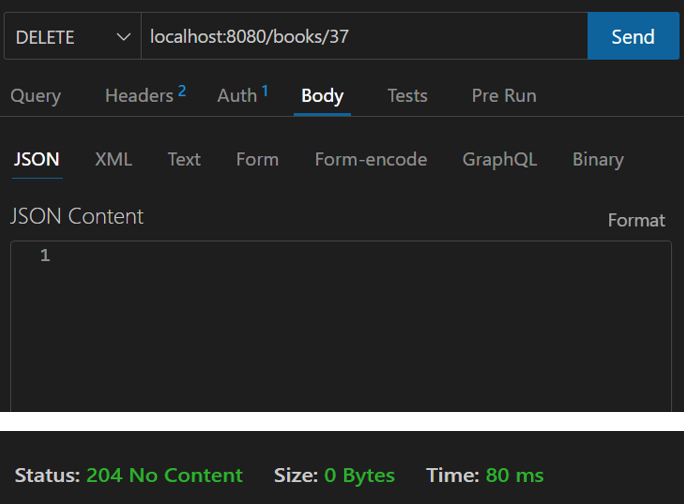 DELETE localhost:8080/books/37 Send
Query Headers 2 Auth 1 Body Tests Pre Run
JSON XML Text Form Form-encode GraphQL Binary
JSON Content Format
1
Status: 204 No Content Size: 0 Bytes Time: 80 ms